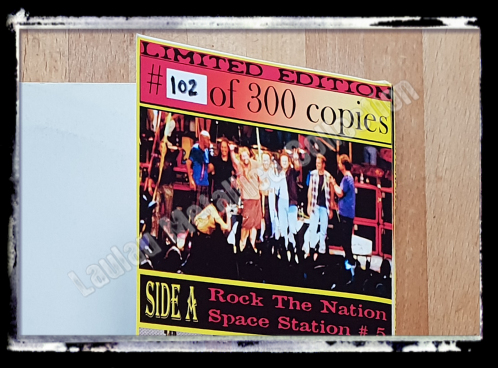 LIMITED EDITION
# 102 of 300 copies
SIDE A
Rock The Nation
Space Station # 5